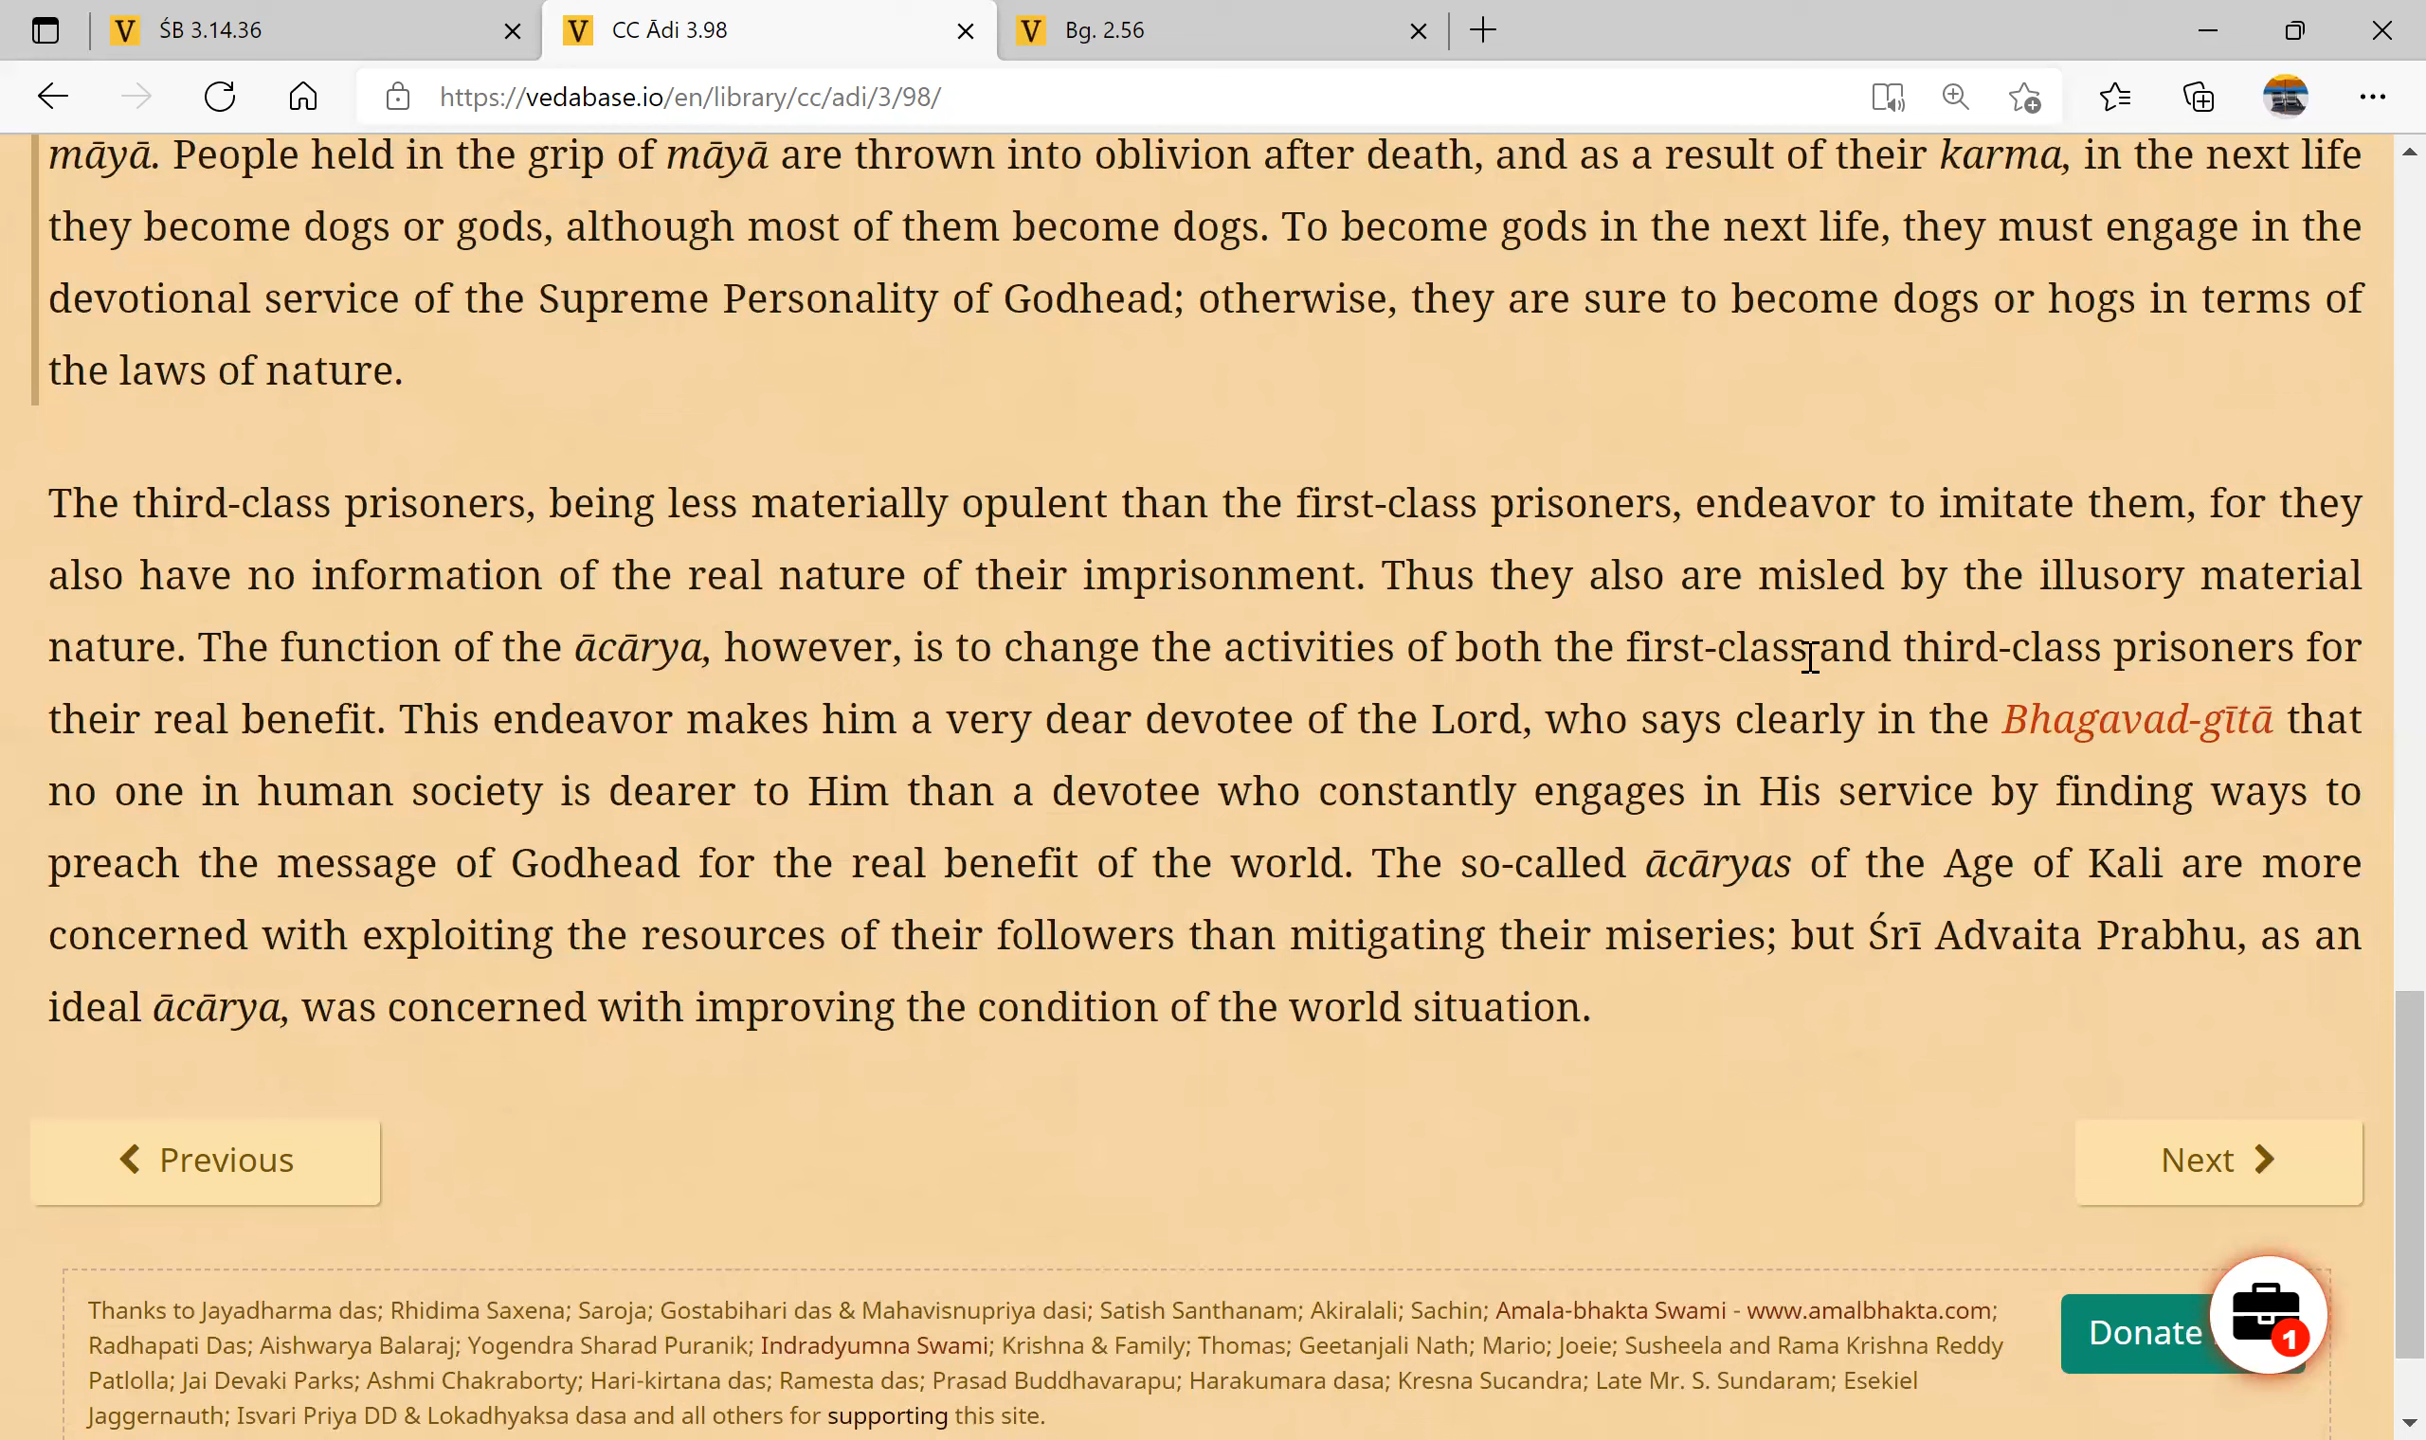 ŚB 3.14.36
CC Ādi 3.98
Bg. 2.56
https://vedabase.io/en/library/cc/adi/3/98/
māyā. People held in the grip of māyā are thrown into oblivion after death, and as a result of their karma, in the next life
they become dogs or gods, although most of them become dogs. To become gods in the next life, they must engage in the
devotional service of the Supreme Personality of Godhead; otherwise, they are sure to become dogs or hogs in terms of
the laws of nature.
The third-class prisoners, being less materially opulent than the first-class prisoners, endeavor to imitate them, for they
also have no information of the real nature of their imprisonment. Thus they also are misled by the illusory material
nature. The function of the ācārya, however, is to change the activities of both the first-class and third-class prisoners for
their real benefit. This endeavor makes him a very dear devotee of the Lord, who says clearly in the Bhagavad-gītā that
no one in human society is dearer to Him than a devotee who constantly engages in His service by finding ways to
preach the message of Godhead for the real benefit of the world. The so-called ācāryas of the Age of Kali are more
concerned with exploiting the resources of their followers than mitigating their miseries; but Śrī Advaita Prabhu, as an
ideal ācārya, was concerned with improving the condition of the world situation.
Previous
Next
Thanks to Jayadharma das; Rhidima Saxena; Saroja; Gostabihari das & Mahavisnupriya dasi; Satish Santhanam; Akiralali; Sachin; Amala-bhakta Swami - www.amalbhakta.com;
Radhapati Das; Aishwarya Balaraj; Yogendra Sharad Puranik; Indradyumna Swami; Krishna & Family; Thomas; Geetanjali Nath; Mario; Joeie; Susheela and Rama Krishna Reddy
Patlolla; Jai Devaki Parks; Ashmi Chakraborty; Hari-kirtana das; Ramesta das; Prasad Buddhavarapu; Harakumara dasa; Kresna Sucandra; Late Mr. S. Sundaram; Esekiel
Jaggernauth; Isvari Priya DD & Lokadhyaksa dasa and all others for supporting this site.
Donate
1